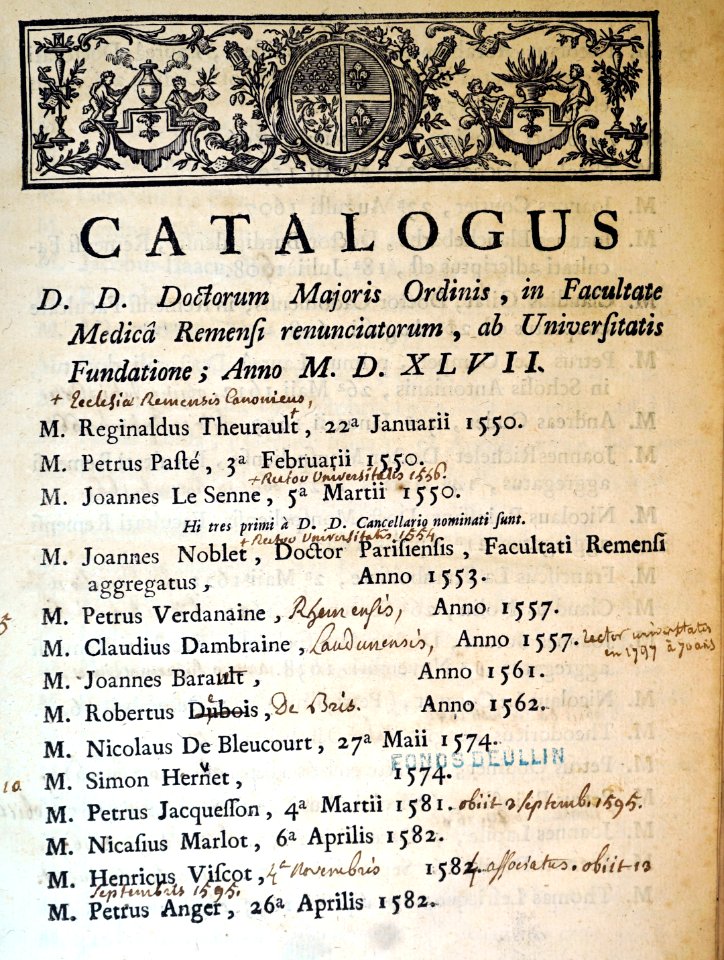 CATALOGUS
D. D. Doctorum Majoris Ordinis, in Facultate
Medicâ Remensi renunciatorum, ab Universitatis
Fundatione; Anno M. D. XLVII.
+ Ecclesiæ Remensis Canonicus,
M. Reginaldus Theurault +, 22ª Januarii 1550.
M. Petrus Pasté, 3ª Februarii 1550.
+ Rector Universitatis 1556.
M. Joannes Le Senne, 5ª Martii 1550.
Hi tres primi à D. D. Cancellario nominati sunt.
+ Rector Universitatis. 1554
M. Joannes Noblet, Doctor Parisiensis, Facultati Remensi
aggregatus, Anno 1553.
M. Petrus Verdanaine, Rhemensis, Anno 1557.
M. Claudius Dambraine, Laudunensis, Anno 1557. Rector universitatis
en 1797 à 70 ans
M. Joannes Barault, Anno 1561.
M. Robertus Dubois, De Bris. Anno 1562.
M. Nicolaus De Bleucourt, 27ª Maii 1574.
FONDS DEULLIN
M. Simon Hernet, 1574.
M. Petrus Jacquesson, 4ª Martii 1581. obiit 2 septemb. 1595.
M. Nicasius Marlot, 6ª Aprilis 1582.
M. Henricus Viscot, 4ª Novembris 1582. associatus. obiit 13
septembris 1595.
M. Petrus Anger, 26ª Aprilis 1582.